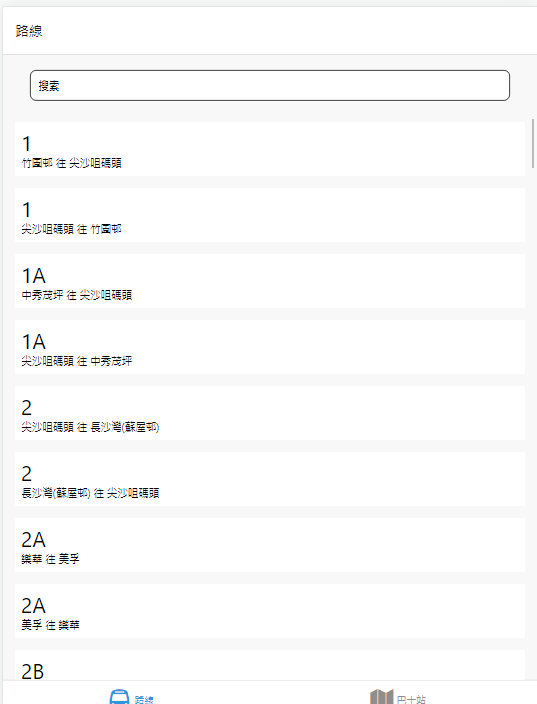 路線
搜索
1
竹園邨 往 尖沙咀碼頭
1
尖沙咀碼頭 往 竹園邨
1A
中秀茂坪 往 尖沙咀碼頭
1A
尖沙咀碼頭 往 中秀茂坪
2
尖沙咀碼頭 往 長沙灣(蘇屋邨)
2
長沙灣(蘇屋邨) 往 尖沙咀碼頭
2A
樂華 往 美孚
2A
美孚 往 樂華
2B
路線
巴士站